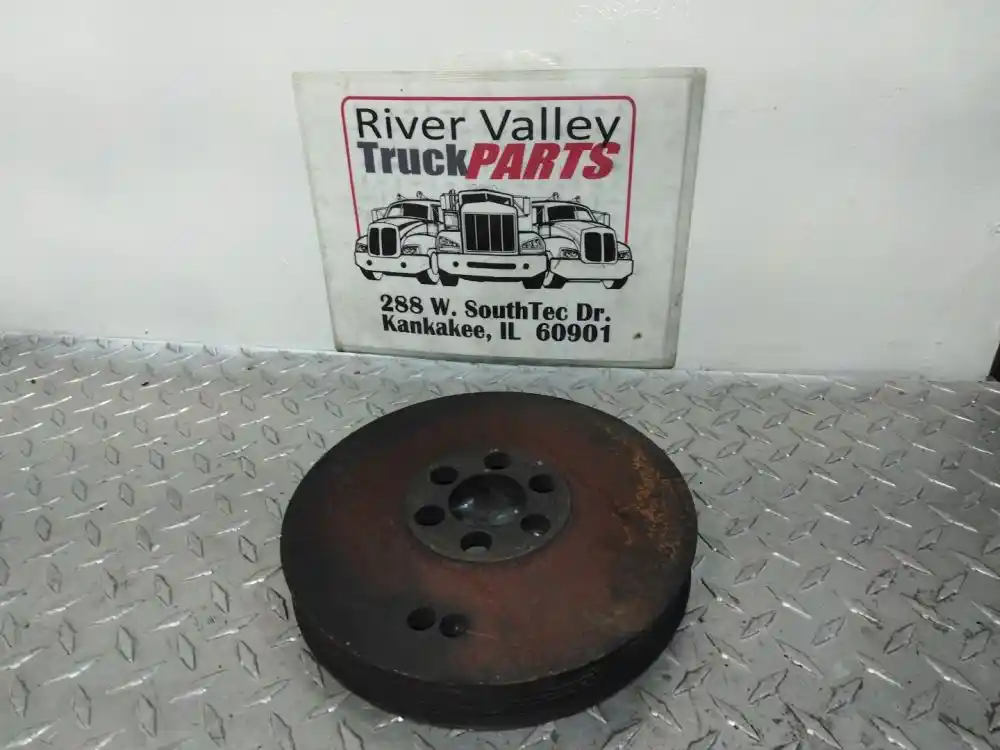 River Valley
TruckPARTS
288 W. SouthTec Dr.
Kankakee, IL 60901